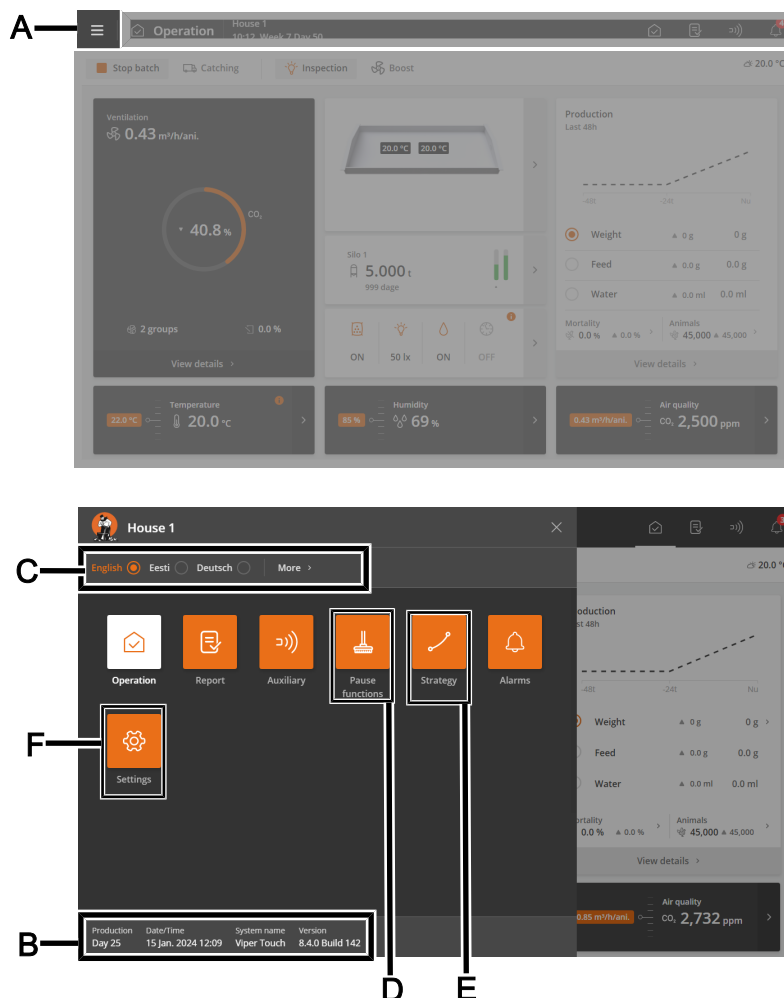 A
Operation
House 1
10:12, Week 7 Day 50
Stop batch
Catching
Inspection
Boost
20.0 °C
Ventilation
0.43 m³/h/ani.
40.8 %
CO₂
2 groups
0.0 %
View details
20.0 °C 20.0 °C
Silo 1
5.000 t
999 dage
ON
50 lx
ON
OFF
Production
Last 48h
-48t -24t Nu
Weight 0 g 0 g
Feed 0.0 g 0.0 g
Water 0.0 ml 0.0 ml
Mortality
0.0 % 0.0 %
Animals
45,000 45,000
View details
Temperature
22.0 °C 20.0 °C
Humidity
85 % 69 %
Air quality
0.43 m³/h/ani. CO₂ 2,500 ppm
House 1
3
C
English Eesti Deutsch More
20.0 °
Operation
Report
Auxiliary
Pause
functions
Strategy
Alarms
F
Settings
oduction
st 48h
-48t -24t Nu
Weight 0 g 0 g
Feed 0.0 g 0.0 g
Water 0.0 ml 0.0 ml
ortality
0.0 % 0.0 %
Animals
45,000 45,000
View details
Air quality
0.85 m³/h/ani. CO₂ 2,732 ppm
B
Production
Day 25
Date/Time
15 Jan. 2024 12:09
System name
Viper Touch
Version
8.4.0 Build 142
D
E